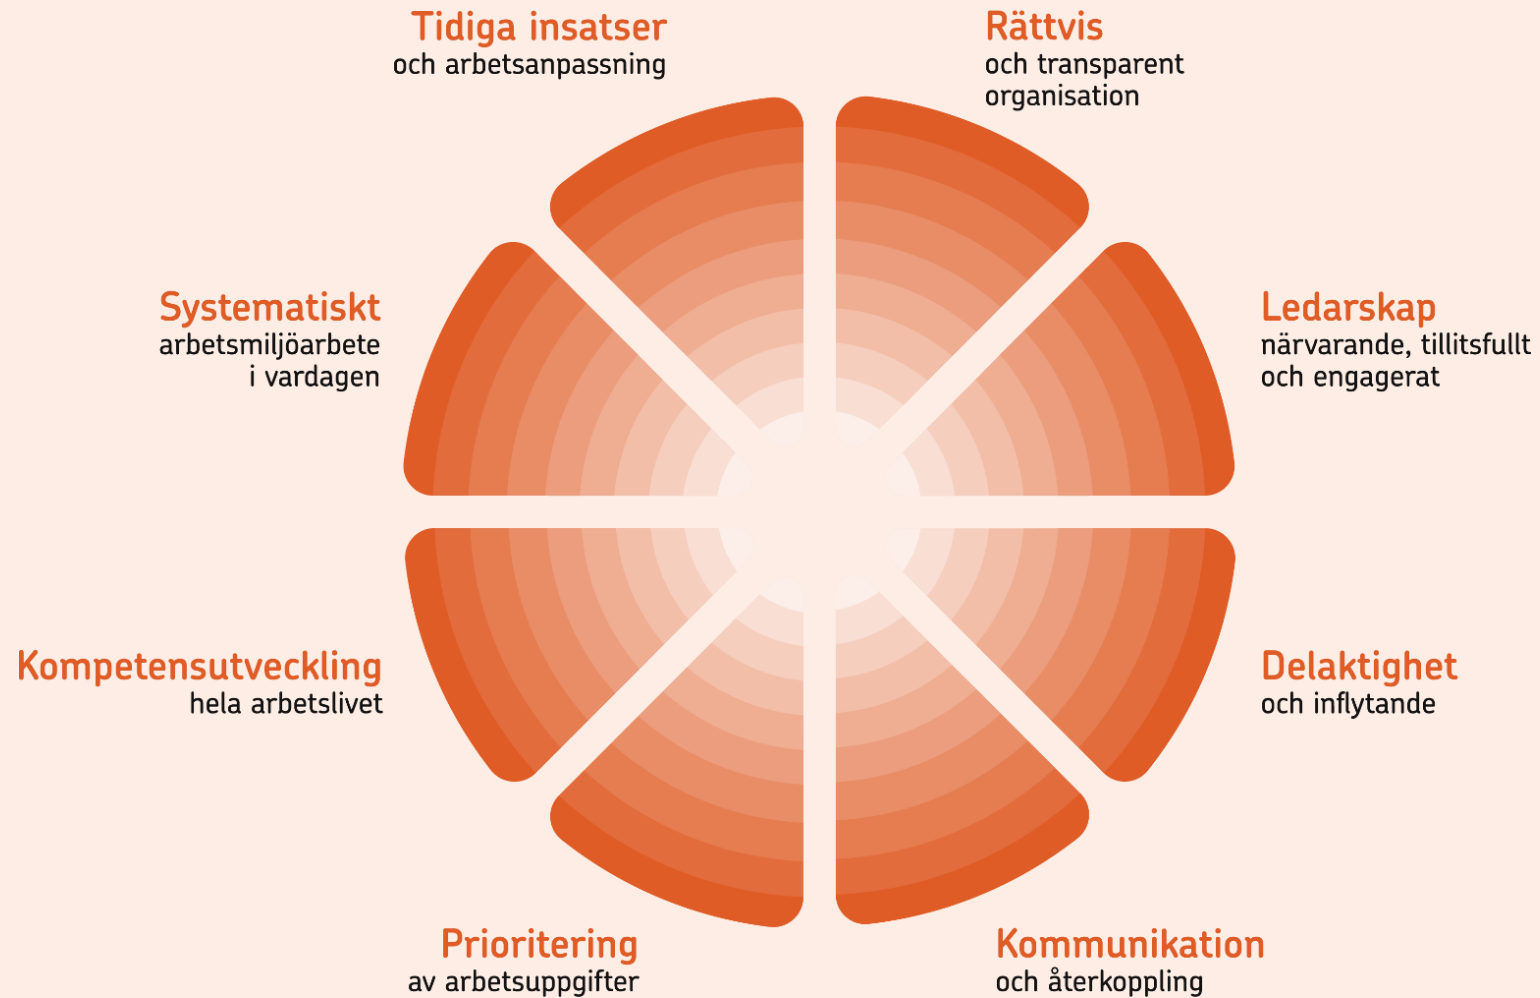 Tidiga insatser
och arbetsanpassning
Rättvis
och transparent
organisation
Systematiskt
arbetsmiljöarbete
i vardagen
Ledarskap
närvarande, tillitsfullt
och engagerat
Kompetensutveckling
hela arbetslivet
Delaktighet
och inflytande
Prioritering
av arbetsuppgifter
Kommunikation
och återkoppling